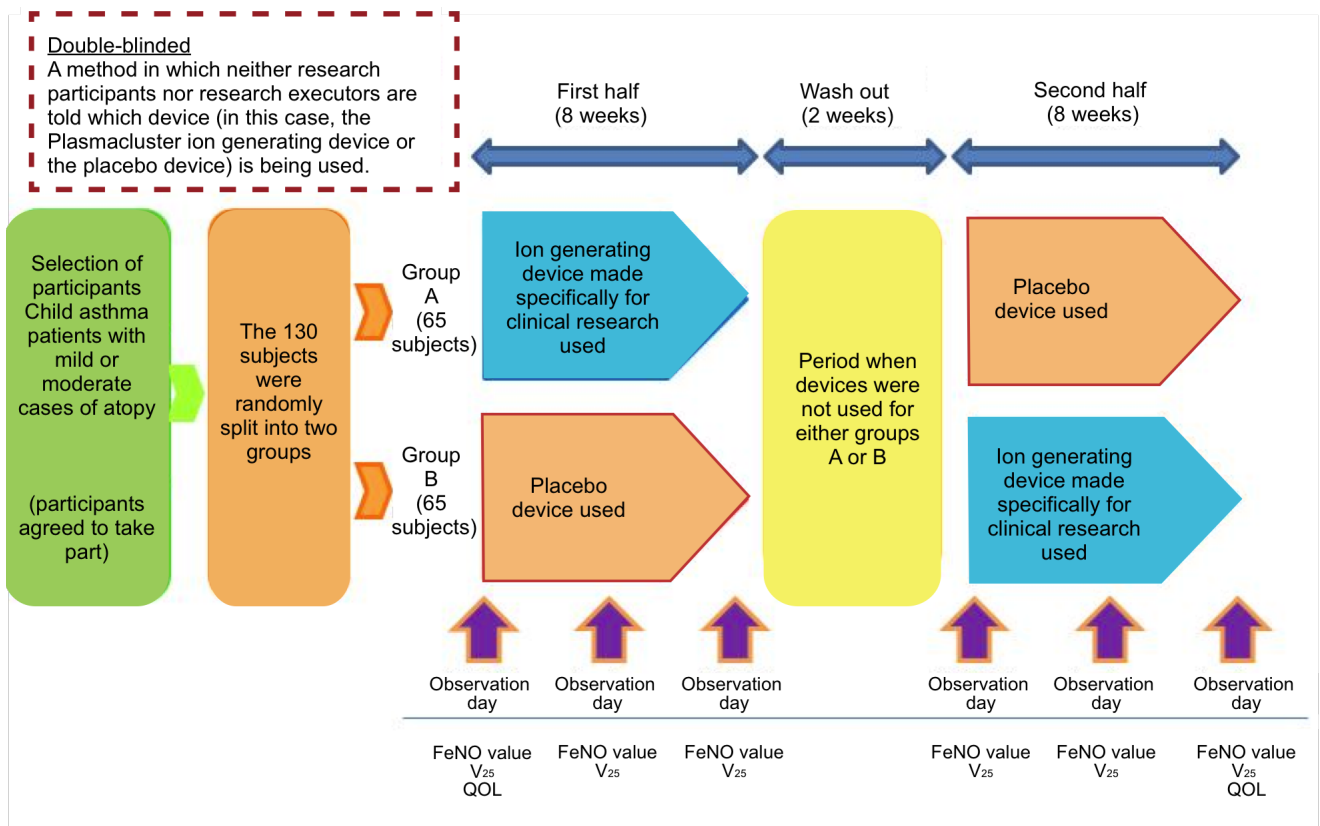 Double-blinded
A method in which neither research
participants nor research executors are
told which device (in this case, the
Plasmacluster ion generating device or
the placebo device) is being used.
First half
(8 weeks)
Wash out
(2 weeks)
Second half
(8 weeks)
Selection of
participants
Child asthma
patients with
mild or
moderate
cases of atopy
(participants
agreed to take
part)
The 130
subjects
were
randomly
split into two
groups
Group
A
(65
subjects)
Ion generating
device made
specifically for
clinical research
used
Group
B
(65
subjects)
Placebo
device used
Period when
devices were
not used for
either groups
A or B
Placebo
device used
Ion generating
device made
specifically for
clinical research
used
Observation
day
Observation
day
Observation
day
Observation
day
Observation
day
Observation
day
FeNO value
V25
QOL
FeNO value
V25
FeNO value
V25
FeNO value
V25
FeNO value
V25
FeNO value
V25
QOL